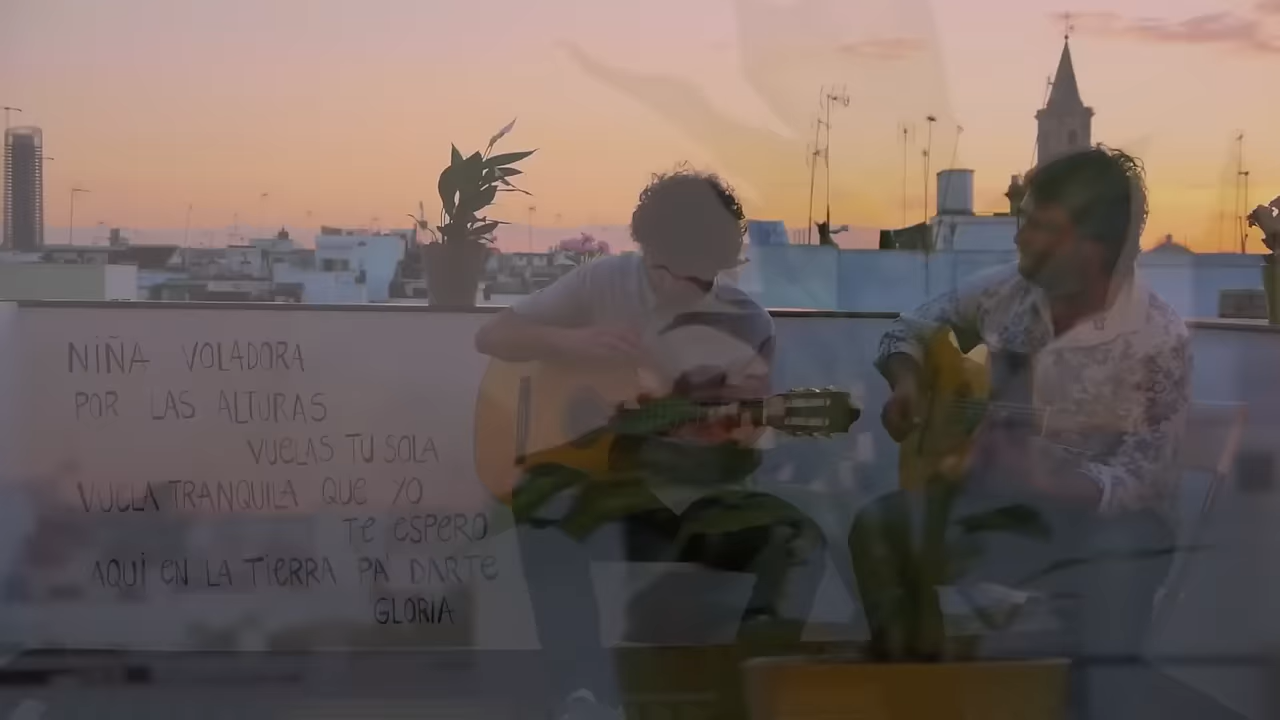 NIÑA VOLADORA
POR LAS ALTURAS
VUELAS TU SOLA
VUELA TRANQUILA QUE YO
TE ESPERO
AQUÍ EN LA TIERRA PA' DARTE
GLORIA